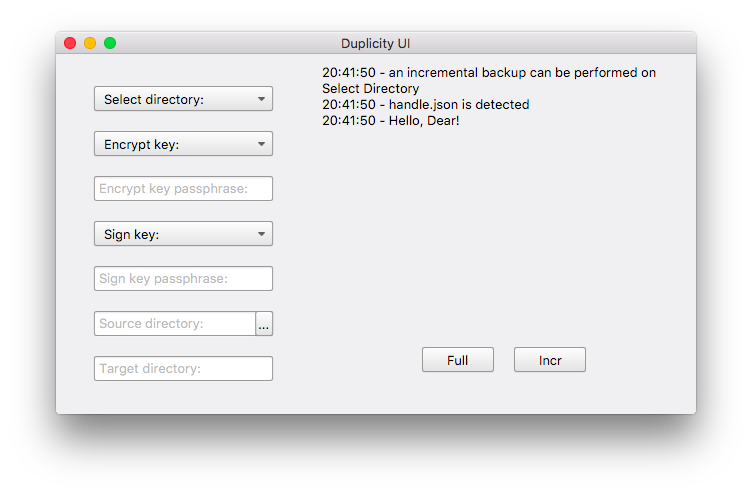 Duplicity UI
Select directory:
Encrypt key:
Encrypt key passphrase:
Sign key:
Sign key passphrase:
Source directory:
...
Target directory:
20:41:50 - an incremental backup can be performed on
Select Directory
20:41:50 - handle.json is detected
20:41:50 - Hello, Dear!
Full
Incr